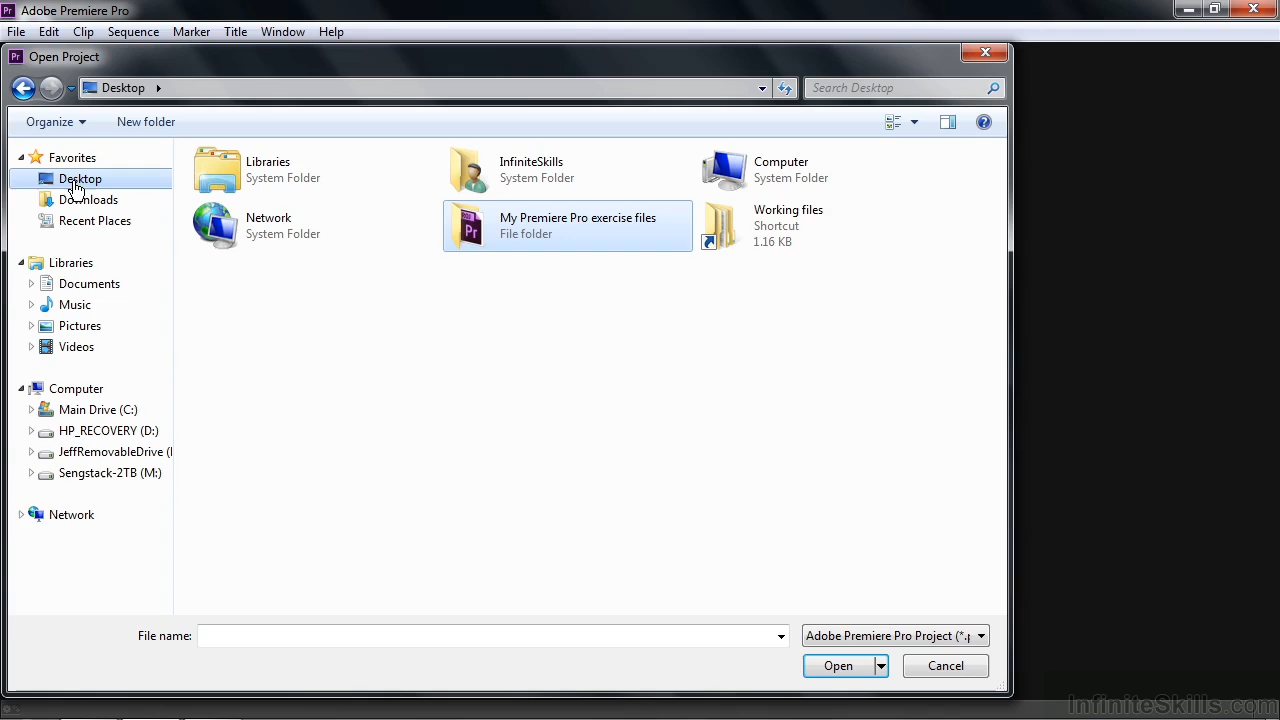 Adobe Premiere Pro
File Edit Clip Sequence Marker Title Window Help
Open Project
Desktop
Search Desktop
Organize New folder
Favorites
Desktop
Downloads
Recent Places
Libraries
Documents
Music
Pictures
Videos
Computer
Main Drive (C:)
HP_RECOVERY (D:)
JeffRemovableDrive (
Sengstack-2TB (M:)
Network
Libraries
System Folder
InfiniteSkills
System Folder
Computer
System Folder
Network
System Folder
My Premiere Pro exercise files
File folder
Working files
Shortcut
1.16 KB
File name:
Adobe Premiere Pro Project (*.p
Open Cancel
InfiniteSkills.com